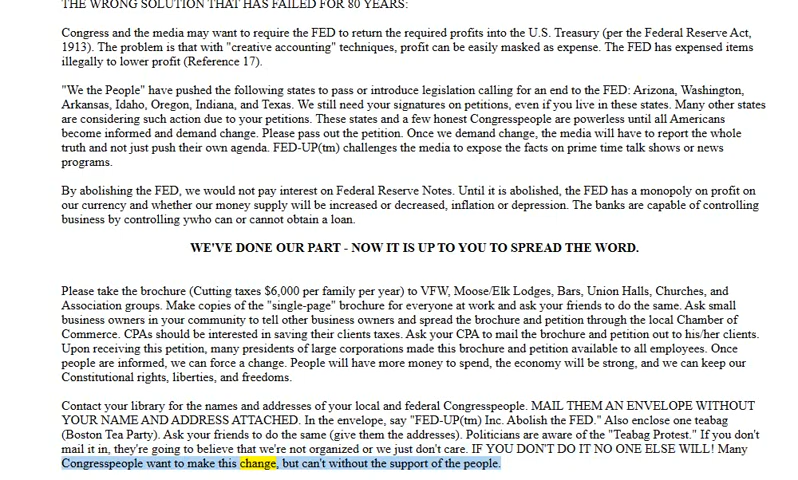 THE WRONG SOLUTION THAT HAS FAILED FOR 80 YEARS:
Congress and the media may want to require the FED to return the required profits into the U.S. Treasury (per the Federal Reserve Act,
1913). The problem is that with "creative accounting" techniques, profit can be easily masked as expense. The FED has expensed items
illegally to lower profit (Reference 17).
"We the People" have pushed the following states to pass or introduce legislation calling for an end to the FED: Arizona, Washington,
Arkansas, Idaho, Oregon, Indiana, and Texas. We still need your signatures on petitions, even if you live in these states. Many other states
are considering such action due to your petitions. These states and a few honest Congresspeople are powerless until all Americans
become informed and demand change. Please pass out the petition. Once we demand change, the media will have to report the whole
truth and not just push their own agenda. FED-UP(tm) challenges the media to expose the facts on prime time talk shows or news
programs.
By abolishing the FED, we would not pay interest on Federal Reserve Notes. Until it is abolished, the FED has a monopoly on profit on
our currency and whether our money supply will be increased or decreased, inflation or depression. The banks are capable of controlling
business by controlling ywho can or cannot obtain a loan.
WE'VE DONE OUR PART - NOW IT IS UP TO YOU TO SPREAD THE WORD.
Please take the brochure (Cutting taxes $6,000 per family per year) to VFW, Moose/Elk Lodges, Bars, Union Halls, Churches, and
Association groups. Make copies of the "single-page" brochure for everyone at work and ask your friends to do the same. Ask small
business owners in your community to tell other business owners and spread the brochure and petition through the local Chamber of
Commerce. CPAs should be interested in saving their clients taxes. Ask your CPA to mail the brochure and petition out to his/her clients.
Upon receiving this petition, many presidents of large corporations made this brochure and petition available to all employees. Once
people are informed, we can force a change. People will have more money to spend, the economy will be strong, and we can keep our
Constitutional rights, liberties, and freedoms.
Contact your library for the names and addresses of your local and federal Congresspeople. MAIL THEM AN ENVELOPE WITHOUT
YOUR NAME AND ADDRESS ATTACHED. In the envelope, say "FED-UP(tm) Inc. Abolish the FED." Also enclose one teabag
(Boston Tea Party). Ask your friends to do the same (give them the addresses). Politicians are aware of the "Teabag Protest." If you don't
mail it in, they're going to believe that we're not organized or we just don't care. IF YOU DON'T DO IT NO ONE ELSE WILL! Many
Congresspeople want to make this change, but can't without the support of the people.